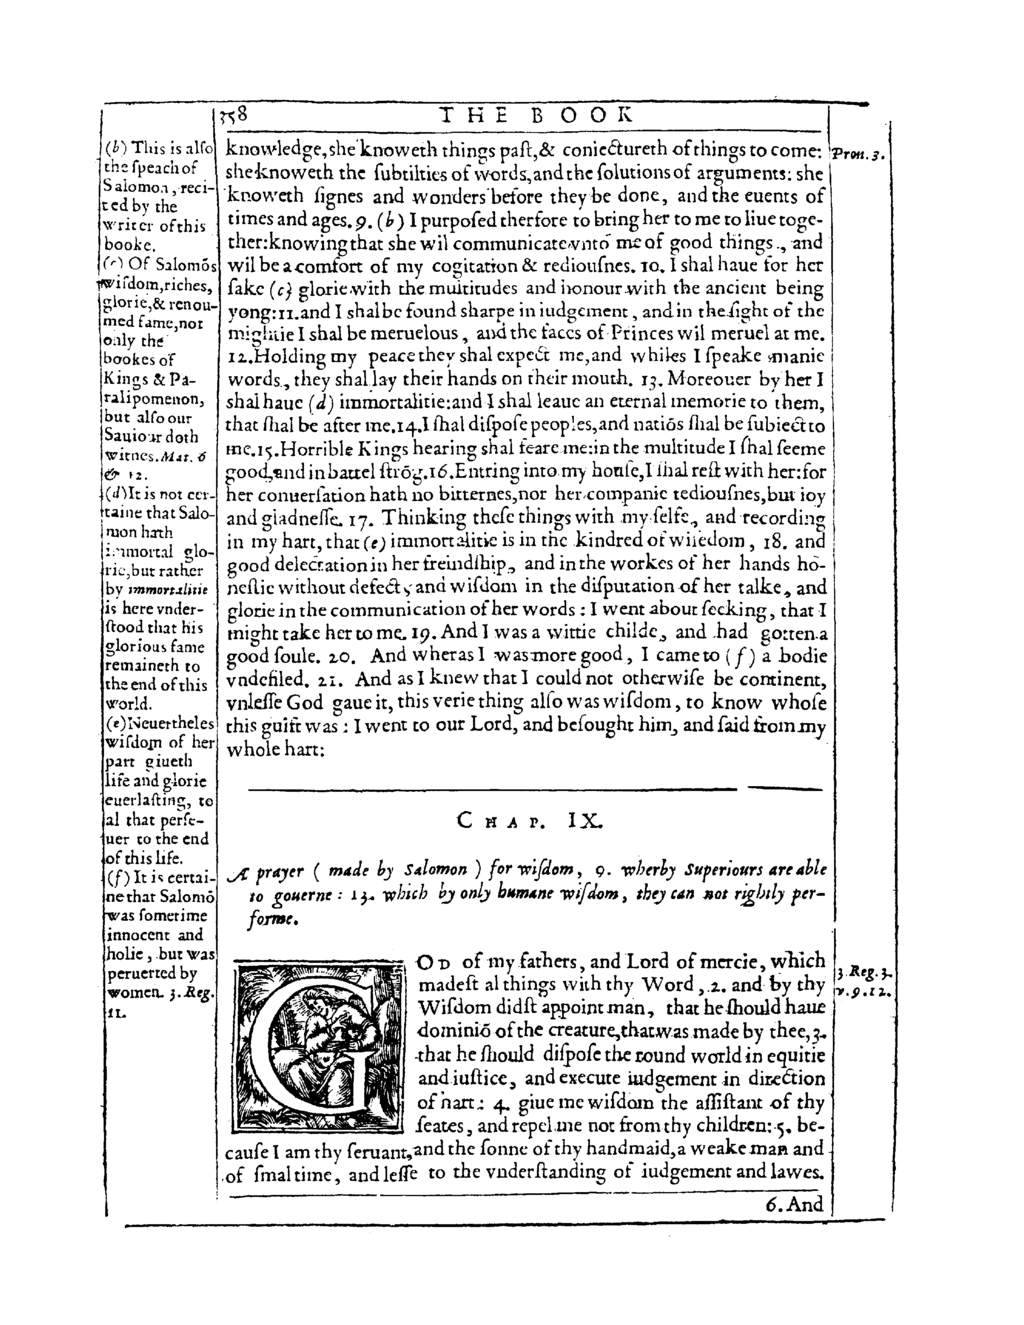 358 THE BOOK
knowledge, she knoweth things paſt, & coniectureth of things to come:
she knoweth the ſubtilties of words, and the ſolutions of arguments: she
knoweth ſignes and wonders before they be done, and the euents of
times and ages. 9. (b) I purpoſed therfore to bring her to me to liue toge-
ther: knowing that she wil communicate vnto me of good things, and
wil be a comfort of my cogitation & tediouſnes. 10. I shal haue for her
ſake (c) glorie with the multitudes and honour with the ancient being
yong: 11. and I shal be found sharpe in iudgement, and in the ſight of the
mightie I shal be meruelous, and the faces of Princes wil meruel at me.
12. Holding my peace they shal expect me, and whiles I ſpeake manie
words, they shal lay their hands on their mouth. 13. Moreouer by her I
shal haue (d) immortalitie: and I shal leaue an eternal memorie to them,
that ſhal be after me. 14. I ſhal diſpoſe peoples, and natiõs ſhal be ſubiect to
me. 15. Horrible Kings hearing shal feare me: in the multitude I ſhal ſeeme
good, and in battel ſtrõg. 16. Entring into my houſe, I ſhal reſt with her: for
her conuerſation hath no bitternes, nor her companie tediouſnes, but ioy
and gladneſſe. 17. Thinking theſe things with my ſelfe, and recording
in my hart, that (e) immortalitie is in the kindred of wiſedom, 18. and
good delectation in her freindſhip, and in the workes of her hands ho-
neſtie without defect, and wiſdom in the diſputation of her talke, and
glorie in the communication of her words: I went about ſeeking, that I
might take her to me. 19. And I was a wittie childe, and had gotten a
good ſoule. 20. And wheras I was more good, I came to (f) a bodie
vndefiled. 21. And as I knew that I could not otherwiſe be continent,
vnleſſe God gaue it, this verie thing alſo was wiſdom, to know whoſe
this guift was: I went to our Lord, and beſought him, and ſaid from my
whole hart:
(b) This is alſo
the ſpeach of
Salomon, reci-
ted by the
writer of this
booke.
(c) Of Salomõs
wiſdom, riches,
glorie, & renou-
med fame, not
only the
bookes of
Kings & Pa-
ralipomenon,
but alſo our
Sauiour doth
witnes. Mat. 6
& 12.
(d) It is not cer-
taine that Salo-
mon hath
immortal glo-
rie, but rather
by immortalitie
is here vnder-
ſtood that his
glorious fame
remaineth to
the end of this
world.
(e) Neuertheles
wiſdom of her
part giueth
life and glorie
euerlaſting, to
al that perſe-
uer to the end
of this life.
(f) It is certai-
ne that Salomõ
was ſometime
innocent and
holie, but was
peruerted by
women. 3. Reg.
11.
Prou. 3.
CHAP. IX.
A prayer (made by Salomon) for wiſdom, 9. wherby Superiours are able
to gouerne: 13. which by only humane wiſdom, they can not rightly per-
forme.
GOD of my fathers, and Lord of mercie, which
madeſt al things with thy Word, 2. and by thy
Wiſdom didſt appoint man, that he ſhould haue
dominiõ of the creature, that was made by thee, 3.
that he ſhould diſpoſe the round world in equitie
and iuſtice, and execute iudgement in direction
of hart: 4. giue me wiſdom the aſſiſtant of thy
ſeates, and repel me not from thy children: 5. be-
cauſe I am thy ſeruant, and the ſonne of thy handmaid, a weake man and
of ſmal time, and leſſe to the vnderſtanding of iudgement and lawes.
3. Reg. 3.
v. 9. 12.
6. And